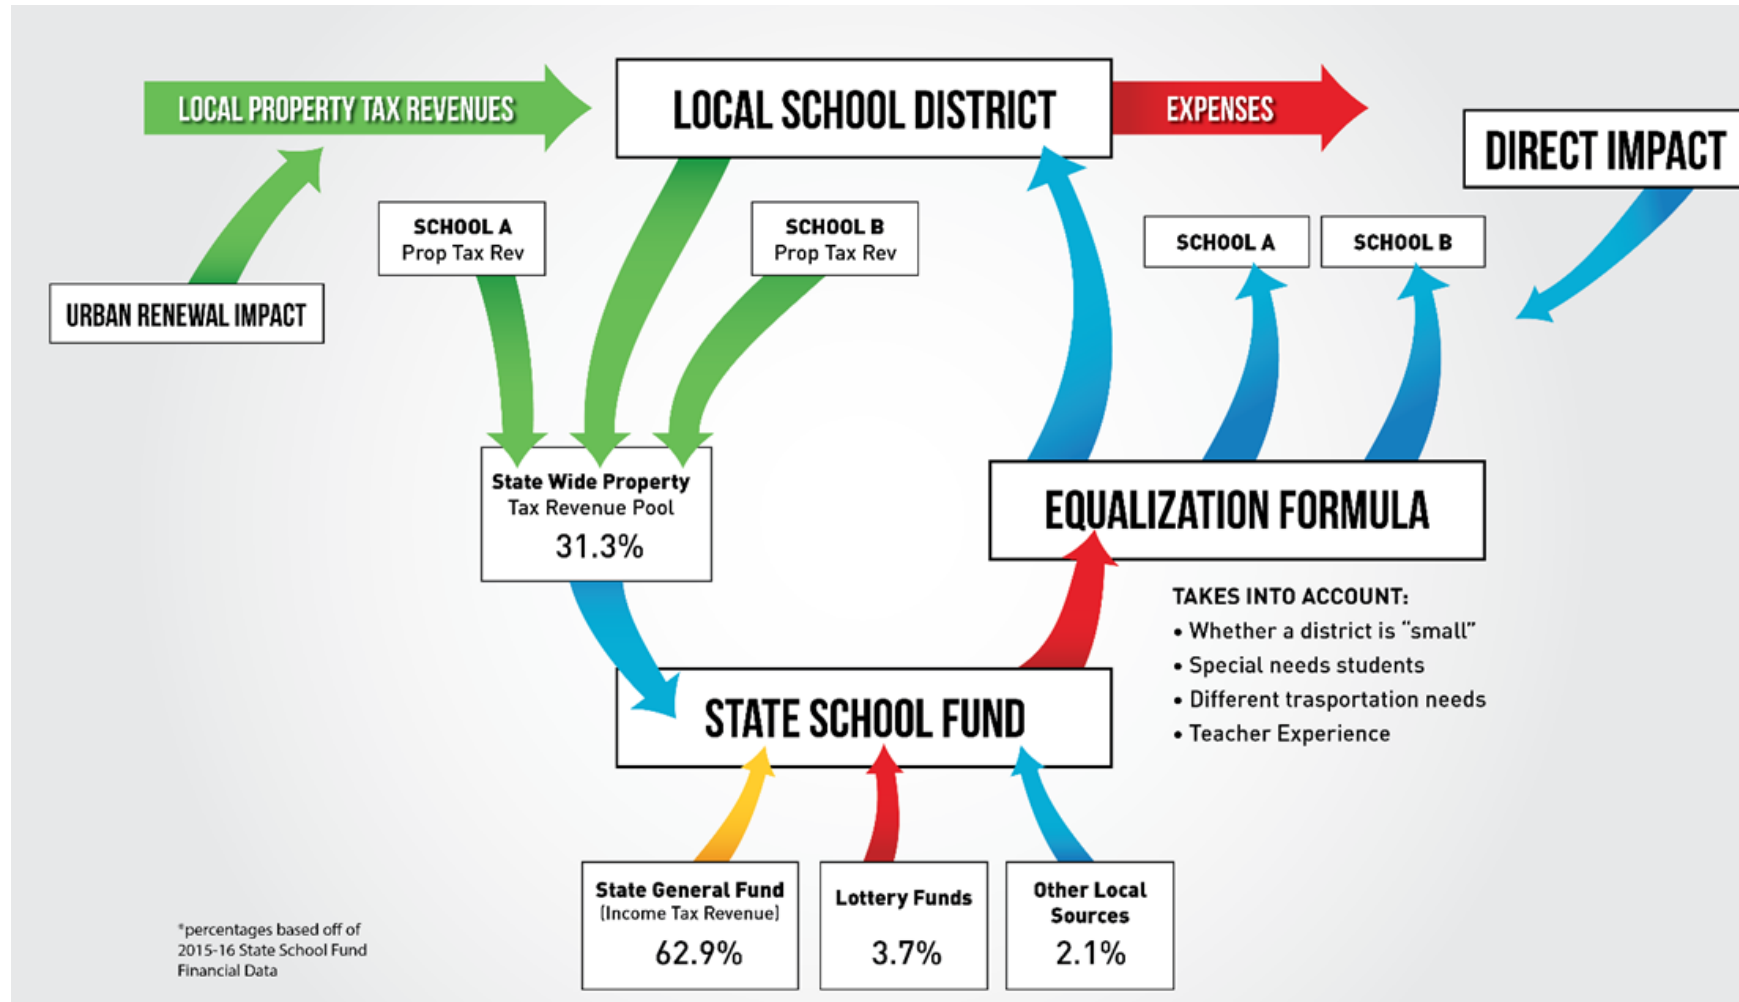 LOCAL PROPERTY TAX REVENUES
LOCAL SCHOOL DISTRICT
EXPENSES
DIRECT IMPACT
URBAN RENEWAL IMPACT
SCHOOL A
Prop Tax Rev
SCHOOL B
Prop Tax Rev
SCHOOL A
SCHOOL B
State Wide Property
Tax Revenue Pool
31.3%
EQUALIZATION FORMULA
TAKES INTO ACCOUNT:
• Whether a district is “small”
• Special needs students
• Different trasportation needs
• Teacher Experience
STATE SCHOOL FUND
State General Fund
(Income Tax Revenue)
62.9%
Lottery Funds
3.7%
Other Local
Sources
2.1%
*percentages based off of
2015-16 State School Fund
Financial Data